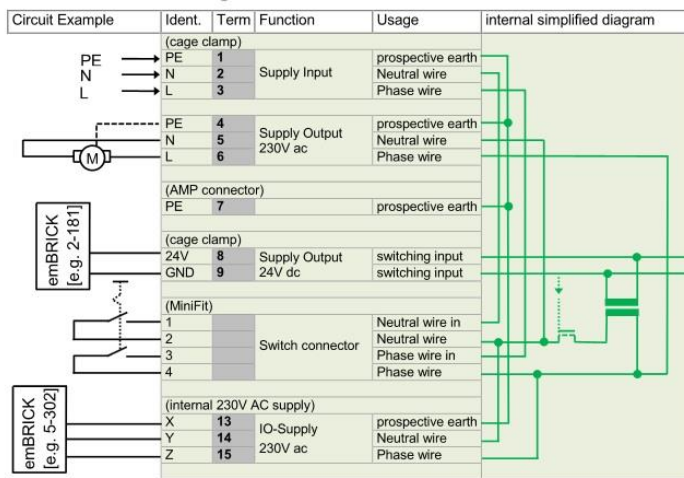 Circuit Example Ident. Term Function Usage internal simplified diagram
(cage clamp)
PE PE 1 Supply Input prospective earth
N N 2 Neutral wire
L L 3 Phase wire
PE 4 Supply Output 230V ac prospective earth
N 5 Neutral wire
M L 6 Phase wire
(AMP connector)
PE 7 prospective earth
(cage clamp)
emBRICK [e.g. 2-181]
24V 8 Supply Output switching input
GND 9 24V dc switching input
(MiniFit)
1 Neutral wire in
2 Switch connector Neutral wire
3 Phase wire in
4 Phase wire
(internal 230V AC supply)
emBRICK [e.g. 5-302]
X 13 IO-Supply prospective earth
Y 14 230V ac Neutral wire
Z 15 Phase wire